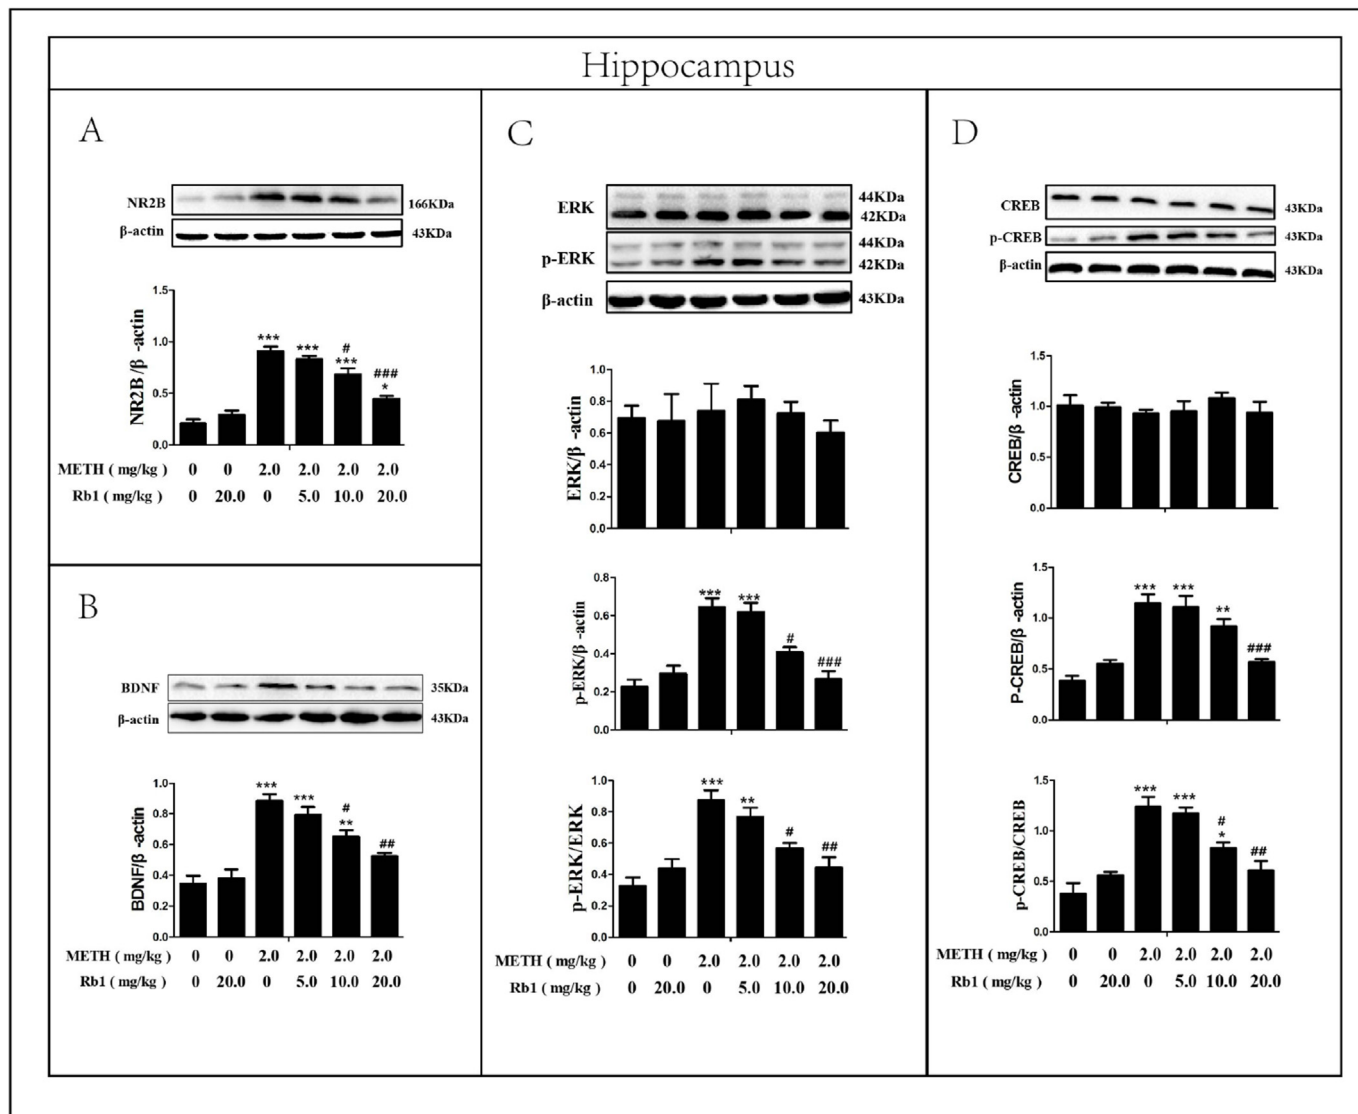 Hippocampus
A
NR2B
166KDa
β-actin
43KDa
NR2B/β -actin
1.5
1.0
0.5
0.0
***
***
#
***
###
*
METH ( mg/kg ) 0 0 2.0 2.0 2.0 2.0
Rb1 ( mg/kg ) 0 20.0 0 5.0 10.0 20.0
B
BDNF
35KDa
β-actin
43KDa
BDNF/β -actin
1.0
0.8
0.6
0.4
0.2
0.0
***
***
#
**
##
METH ( mg/kg ) 0 0 2.0 2.0 2.0 2.0
Rb1 ( mg/kg ) 0 20.0 0 5.0 10.0 20.0
C
ERK
44KDa
42KDa
p-ERK
44KDa
42KDa
β-actin
43KDa
ERK/β -actin
1.0
0.8
0.6
0.4
0.2
0.0
p-ERK/β -actin
0.8
0.6
0.4
0.2
0.0
***
***
#
###
p-ERK/ERK
1.0
0.8
0.6
0.4
0.2
0.0
***
**
#
##
METH ( mg/kg ) 0 0 2.0 2.0 2.0 2.0
Rb1 ( mg/kg ) 0 20.0 0 5.0 10.0 20.0
D
CREB
43KDa
p-CREB
43KDa
β-actin
43KDa
CREB/β -actin
1.5
1.0
0.5
0.0
P-CREB/β -actin
1.5
1.0
0.5
0.0
***
***
**
###
p-CREB/CREB
1.5
1.0
0.5
0.0
***
***
#
*
##
METH ( mg/kg ) 0 0 2.0 2.0 2.0 2.0
Rb1 ( mg/kg ) 0 20.0 0 5.0 10.0 20.0